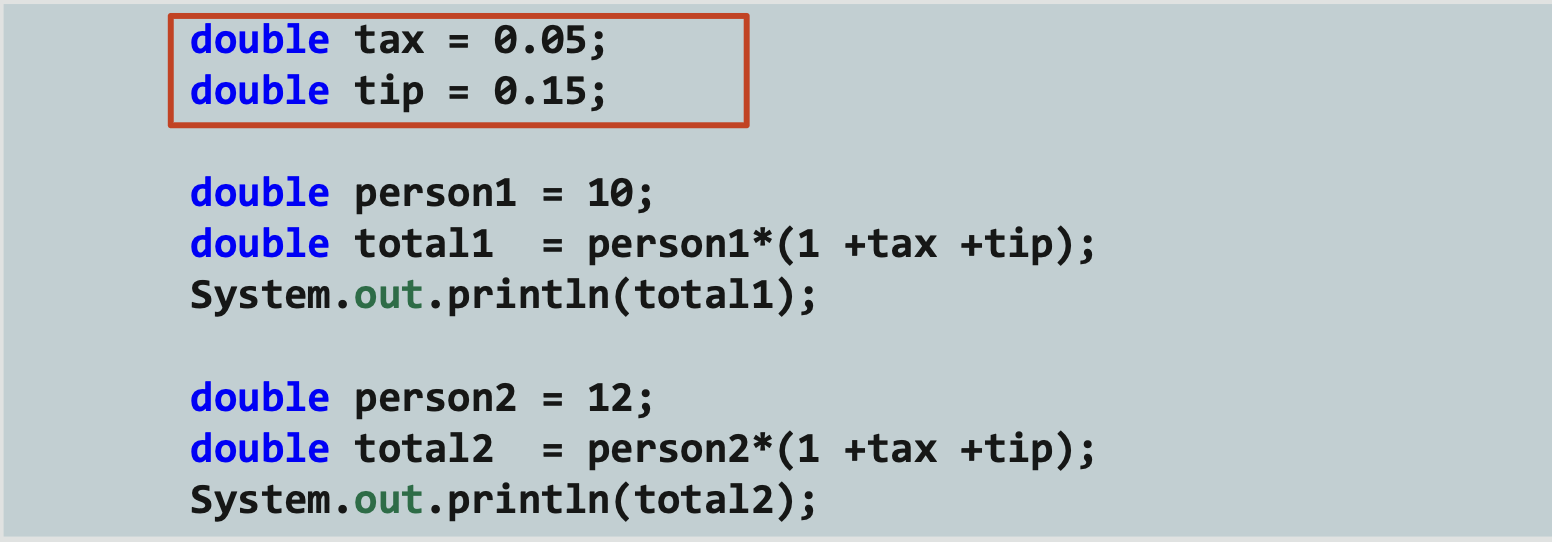 double tax = 0.05;
double tip = 0.15;
double person1 = 10;
double total1  = person1*(1 +tax +tip);
System.out.println(total1);
double person2 = 12;
double total2  = person2*(1 +tax +tip);
System.out.println(total2);